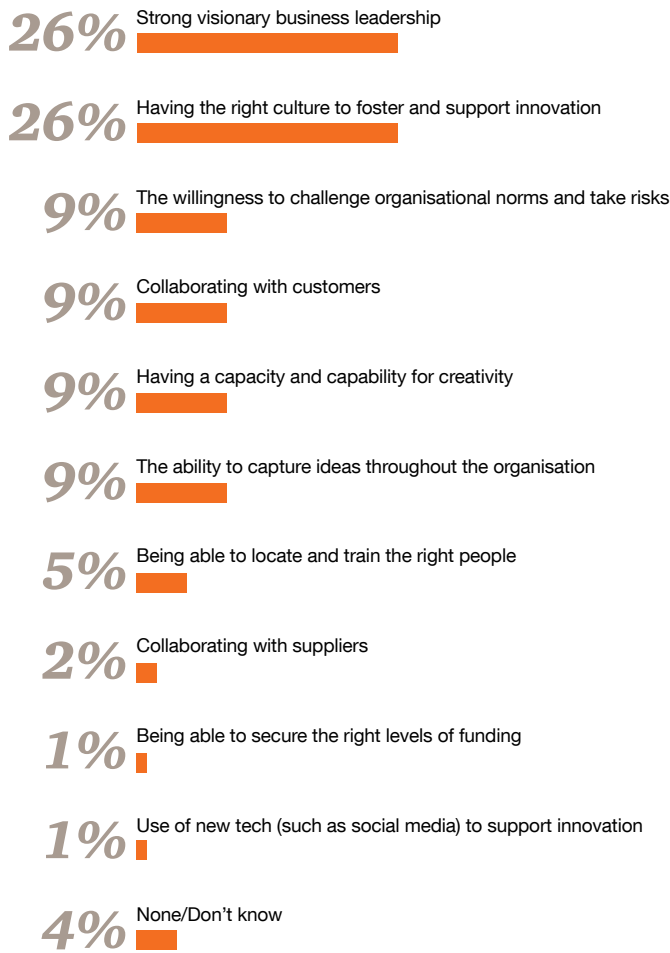 26% Strong visionary business leadership
26% Having the right culture to foster and support innovation
9% The willingness to challenge organisational norms and take risks
9% Collaborating with customers
9% Having a capacity and capability for creativity
9% The ability to capture ideas throughout the organisation
5% Being able to locate and train the right people
2% Collaborating with suppliers
1% Being able to secure the right levels of funding
1% Use of new tech (such as social media) to support innovation
4% None/Don’t know